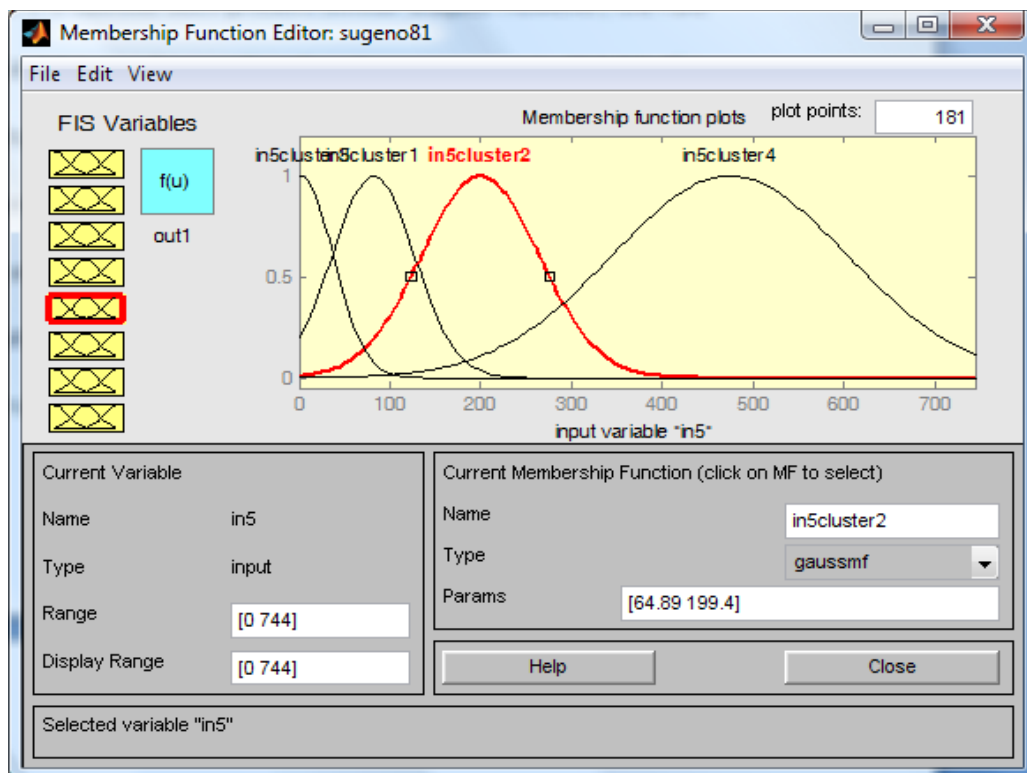 Membership Function Editor: sugeno81
File Edit View
FIS Variables
f(u)
out1
Membership function plots
plot points:
181
in5cluster1
in5cluster2
in5cluster4
1
0.5
0
0 100 200 300 400 500 600 700
input variable "in5"
Current Variable
Name in5
Type input
Range [0 744]
Display Range [0 744]
Current Membership Function (click on MF to select)
Name in5cluster2
Type gaussmf
Params [64.89 199.4]
Help
Close
Selected variable "in5"